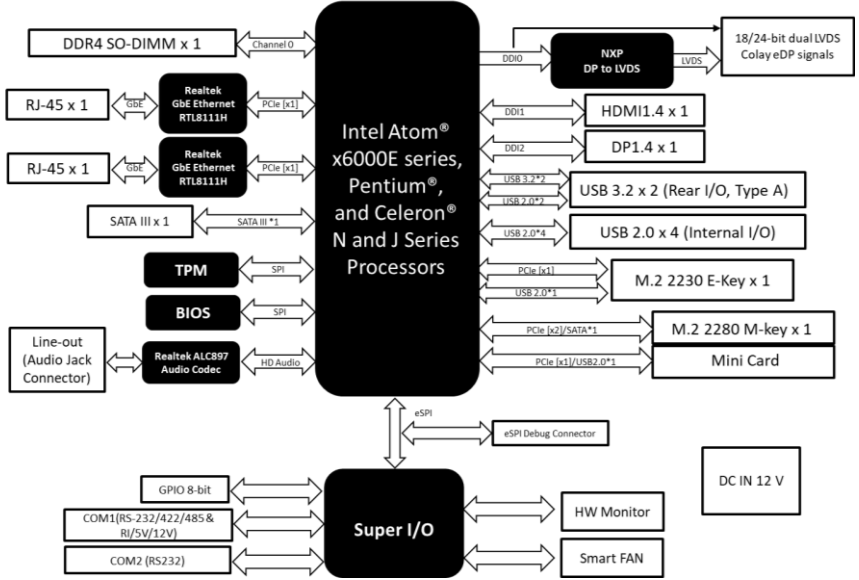 DDR4 SO-DIMM x 1
Channel 0
RJ-45 x 1
GbE
Realtek
GbE Ethernet
RTL8111H
PCIe [x1]
RJ-45 x 1
GbE
Realtek
GbE Ethernet
RTL8111H
PCIe [x1]
SATA III x 1
SATA III *1
TPM
SPI
BIOS
SPI
Line-out
(Audio Jack
Connector)
Realtek ALC897
Audio Codec
HD Audio
Intel Atom®
x6000E series,
Pentium®,
and Celeron®
N and J Series
Processors
DDI0
NXP
DP to LVDS
LVDS
18/24-bit dual LVDS
Colay eDP signals
DDI1
HDMI1.4 x 1
DDI2
DP1.4 x 1
USB 3.2*2
USB 2.0*2
USB 3.2 x 2 (Rear I/O, Type A)
USB 2.0*4
USB 2.0 x 4 (Internal I/O)
PCIe [x1]
USB 2.0*1
M.2 2230 E-Key x 1
PCIe [x2]/SATA*1
M.2 2280 M-key x 1
PCIe [x1]/USB2.0*1
Mini Card
eSPI
eSPI Debug Connector
GPIO 8-bit
COM1(RS-232/422/485&
RI/5V/12V)
COM2 (RS232)
Super I/O
HW Monitor
Smart FAN
DC IN 12 V